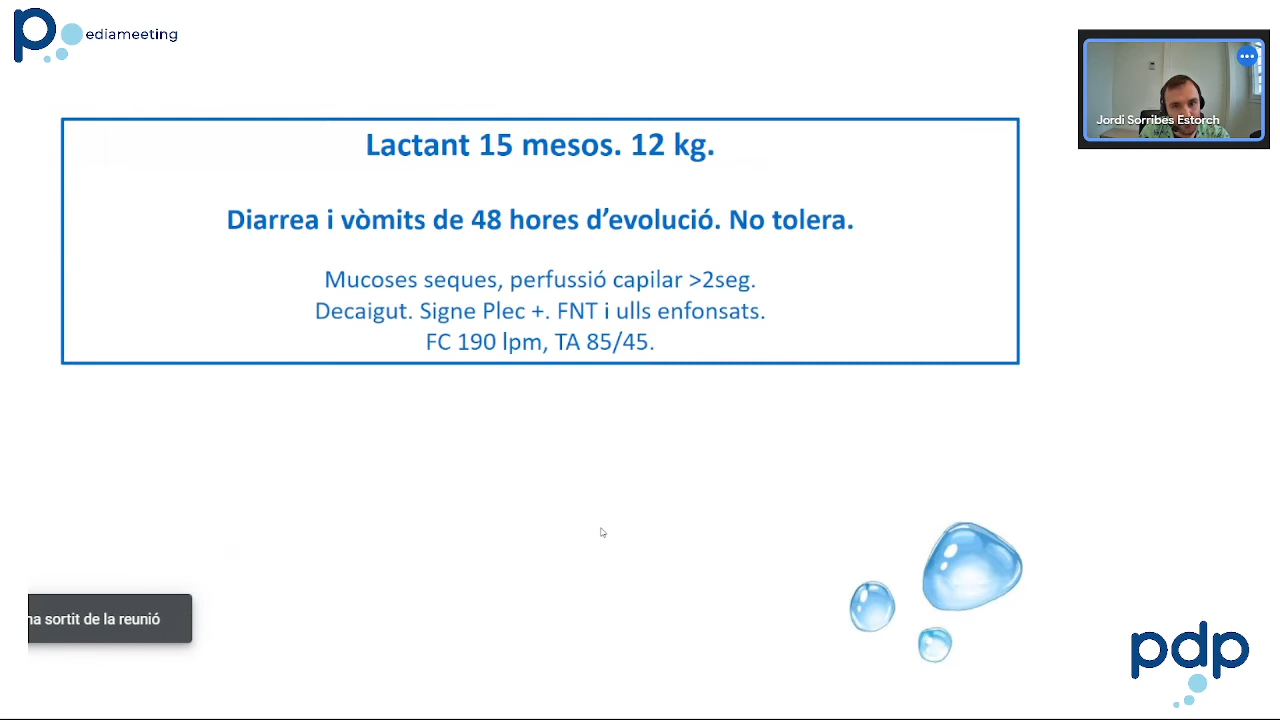 pediameeting
Jordi Sorribes Estorch
Lactant 15 mesos. 12 kg.
Diarrea i vòmits de 48 hores d’evolució. No tolera.
Mucoses seques, perfussió capilar >2seg.
Decaigut. Signe Plec +. FNT i ulls enfonsats.
FC 190 lpm, TA 85/45.
ha sortit de la reunió
pdp